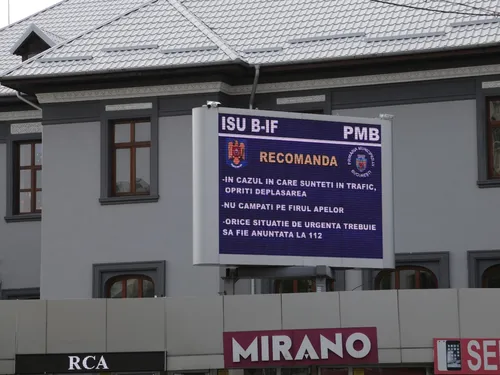 ISU B-IF
PMB
RECOMANDA
-IN CAZUL IN CARE SUNTETI IN TRAFIC,
OPRITI DEPLASAREA
-NU CAMPATI PE FIRUL APELOR
-ORICE SITUATIE DE URGENTA TREBUIE
SA FIE ANUNTATA LA 112
RCA
MIRANO
SE